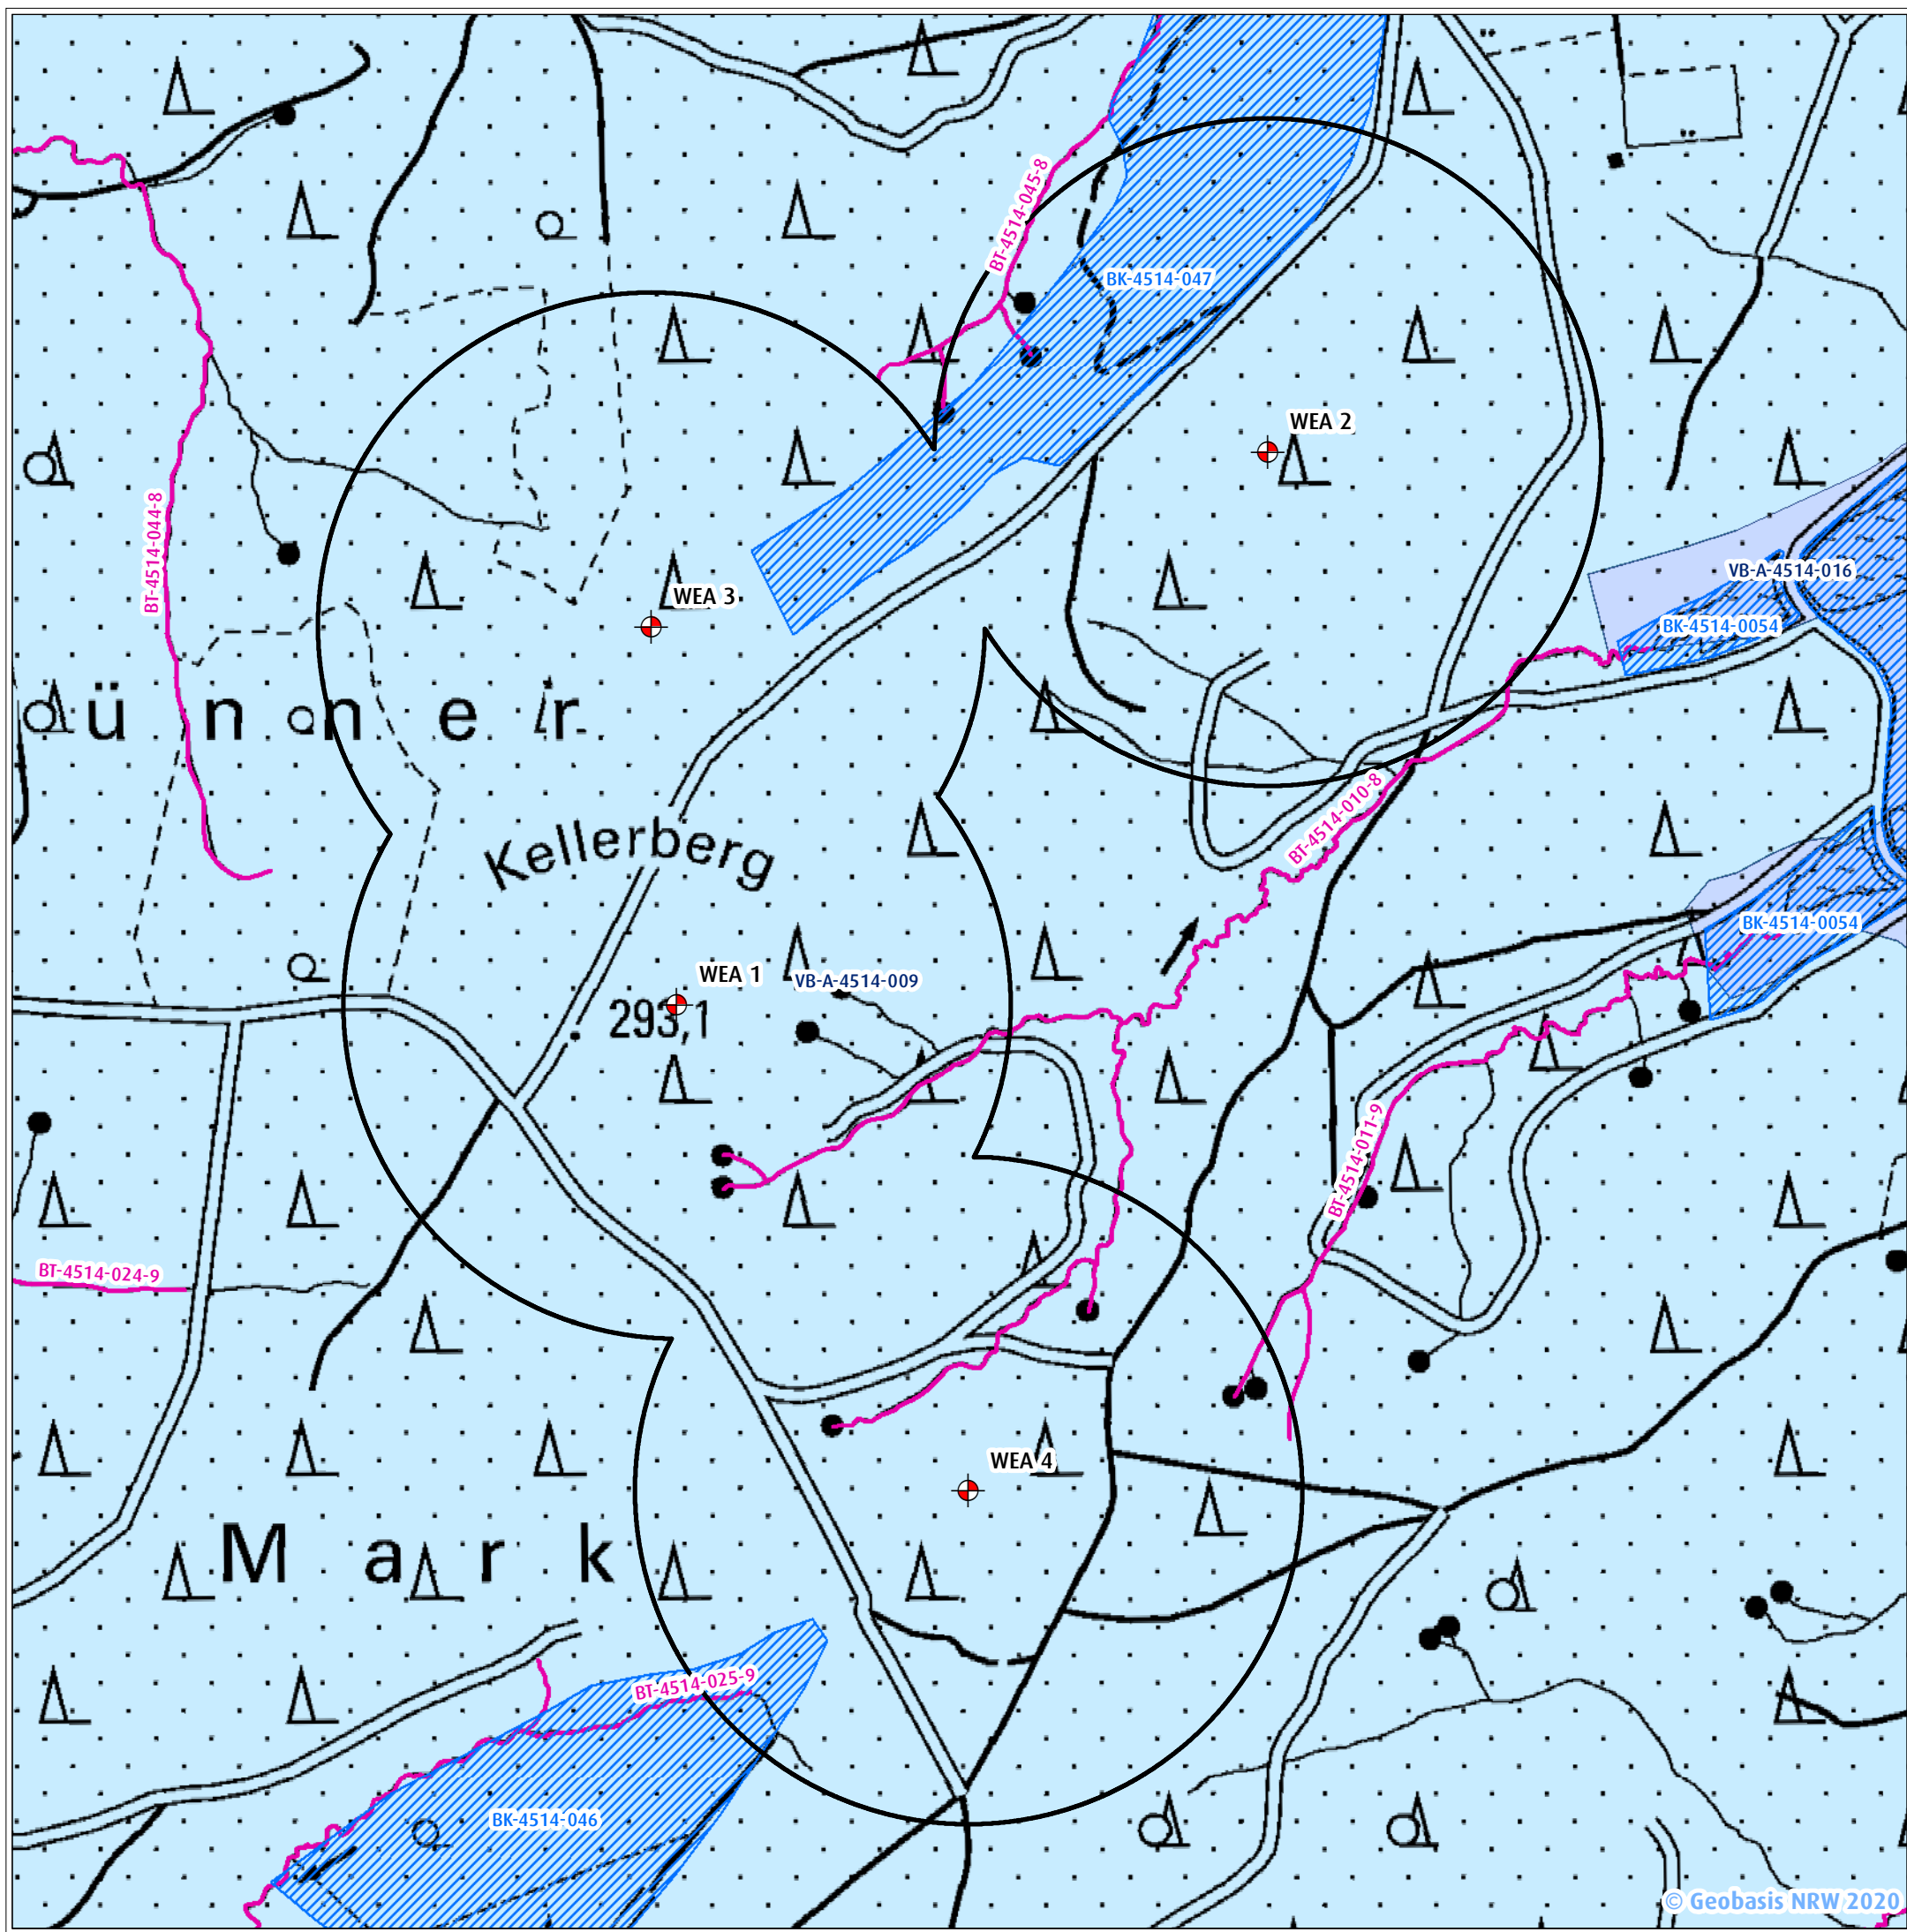 BT-4514-045-8
BK-4514-047
WEA 2
BT-4514-044-8
VB-A-4514-016
WEA 3
BK-4514-0054
ünner
BT-4514-010-8
Kellerberg
BK-4514-0054
WEA 1
VB-A-4514-009
293,1
BT-4514-011-9
BT-4514-024-9
WEA 4
Mark
BT-4514-025-9
BK-4514-046
© Geobasis NRW 2020